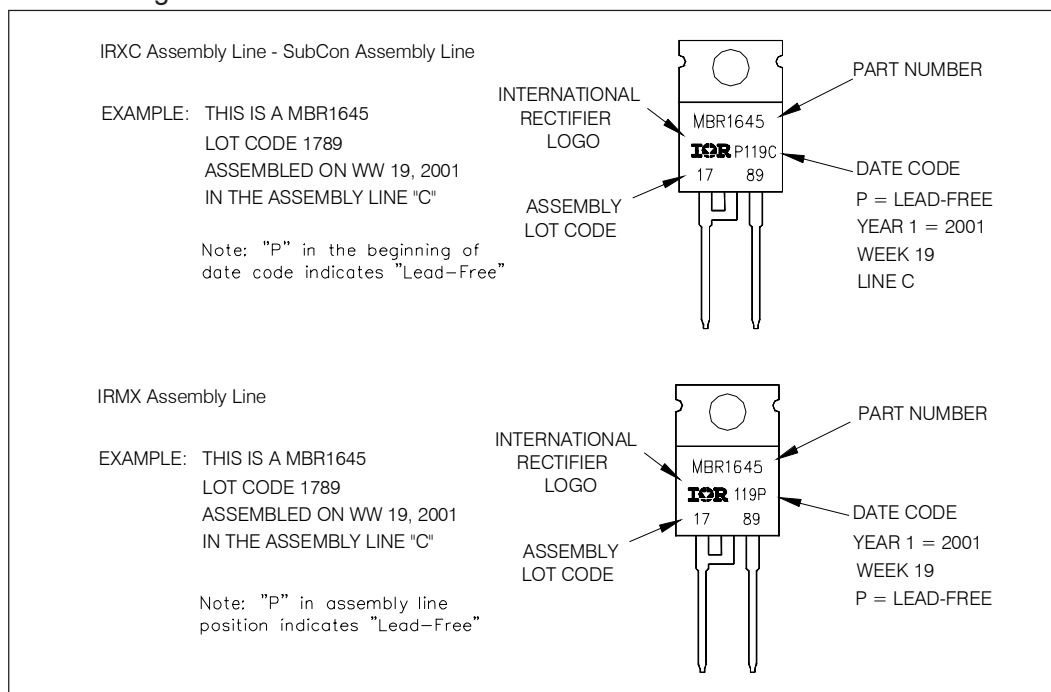 IRXC Assembly Line - SubCon Assembly Line
EXAMPLE: THIS IS A MBR1645
LOT CODE 1789
ASSEMBLED ON WW 19, 2001
IN THE ASSEMBLY LINE "C"
Note: "P" in the beginning of
date code indicates "Lead-Free"
INTERNATIONAL
RECTIFIER
LOGO
ASSEMBLY
LOT CODE
MBR1645
IOR P119C
17 89
PART NUMBER
DATE CODE
P = LEAD-FREE
YEAR 1 = 2001
WEEK 19
LINE C
IRMX Assembly Line
EXAMPLE: THIS IS A MBR1645
LOT CODE 1789
ASSEMBLED ON WW 19, 2001
IN THE ASSEMBLY LINE "C"
Note: "P" in assembly line
position indicates "Lead-Free"
INTERNATIONAL
RECTIFIER
LOGO
ASSEMBLY
LOT CODE
MBR1645
IOR 119P
17 89
PART NUMBER
DATE CODE
YEAR 1 = 2001
WEEK 19
P = LEAD-FREE